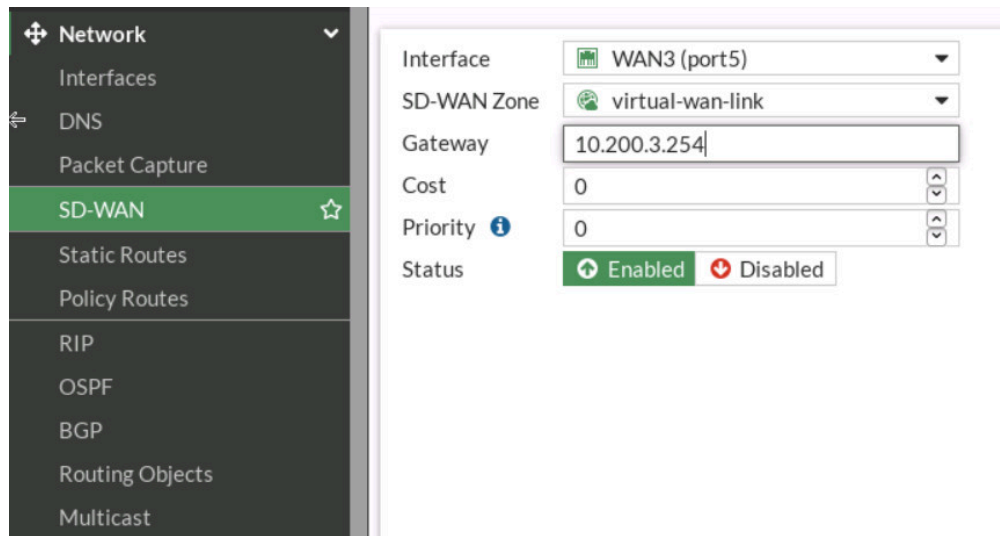 Network
Interfaces
DNS
Packet Capture
SD-WAN
Static Routes
Policy Routes
RIP
OSPF
BGP
Routing Objects
Multicast
Interface WAN3 (port5)
SD-WAN Zone virtual-wan-link
Gateway 10.200.3.254
Cost 0
Priority 0
Status Enabled Disabled